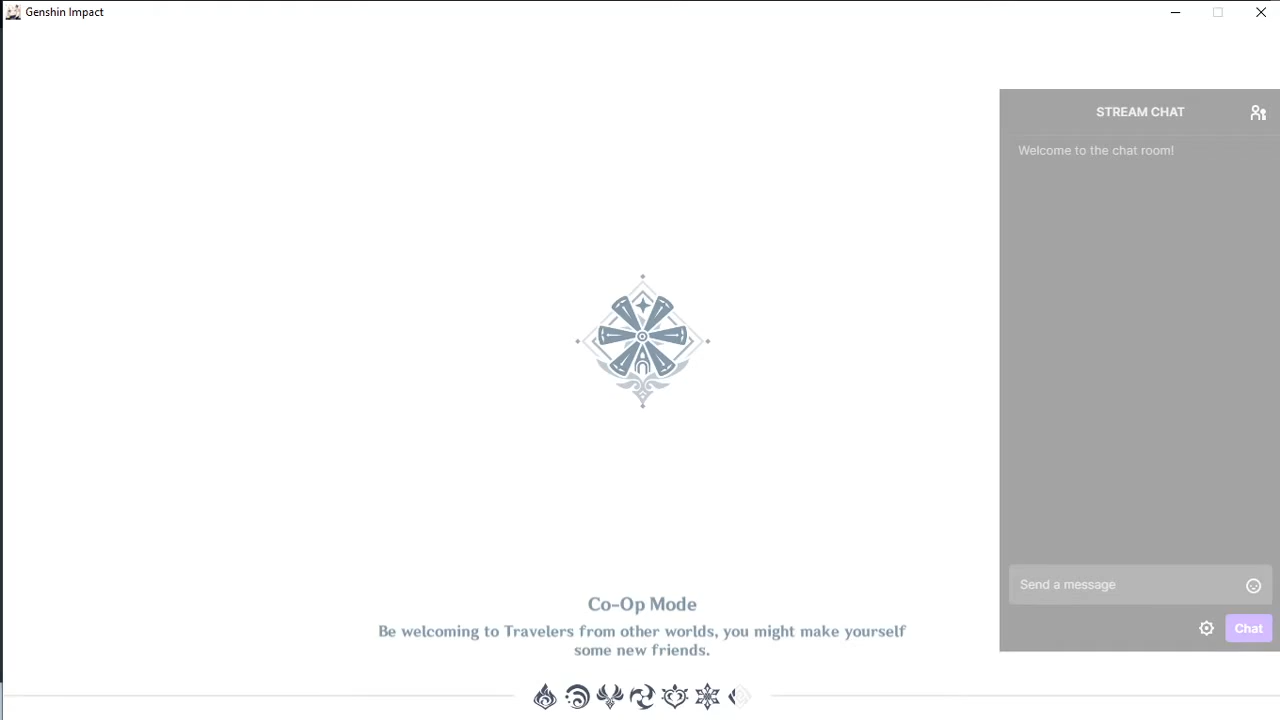 Genshin Impact
STREAM CHAT
Welcome to the chat room!
Send a message
Chat
Co-Op Mode
Be welcoming to Travelers from other worlds, you might make yourself
some new friends.